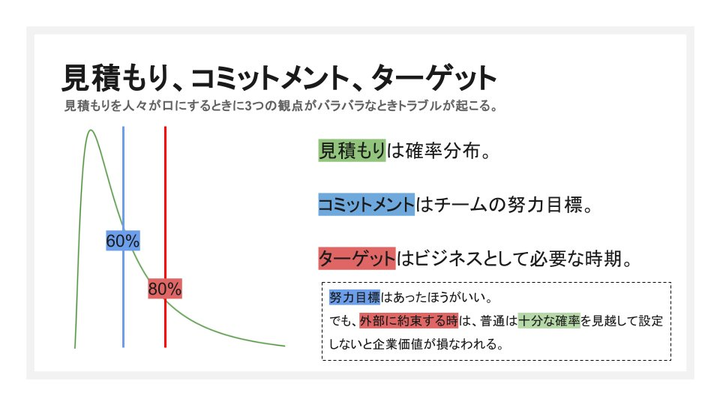 見積もり、コミットメント、ターゲット
見積もりを人々が口にするときに3つの観点がバラバラなときトラブルが起こる。
60%
80%
見積もりは確率分布。
コミットメントはチームの努力目標。
ターゲットはビジネスとして必要な時期。
努力目標はあったほうがいい。
でも、外部に約束する時は、普通は十分な確率を見越して設定
しないと企業価値が損なわれる。